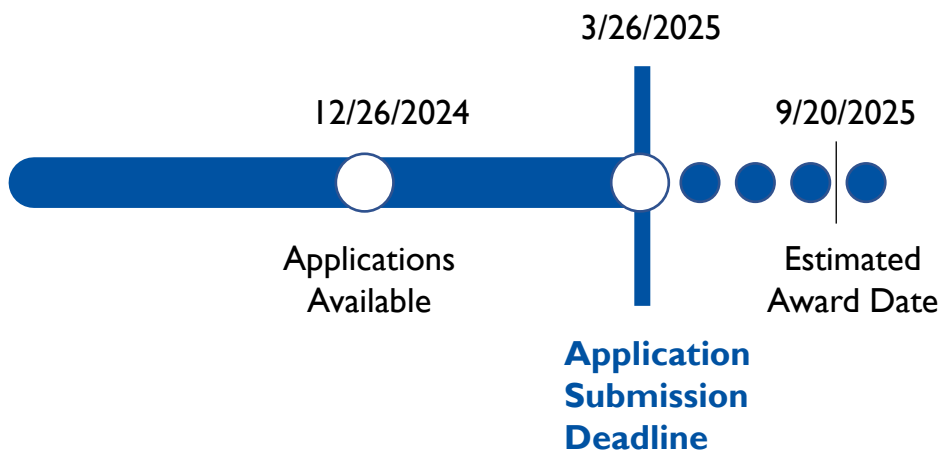 3/26/2025
12/26/2024
9/20/2025
Applications
Available
Estimated
Award Date
Application
Submission
Deadline